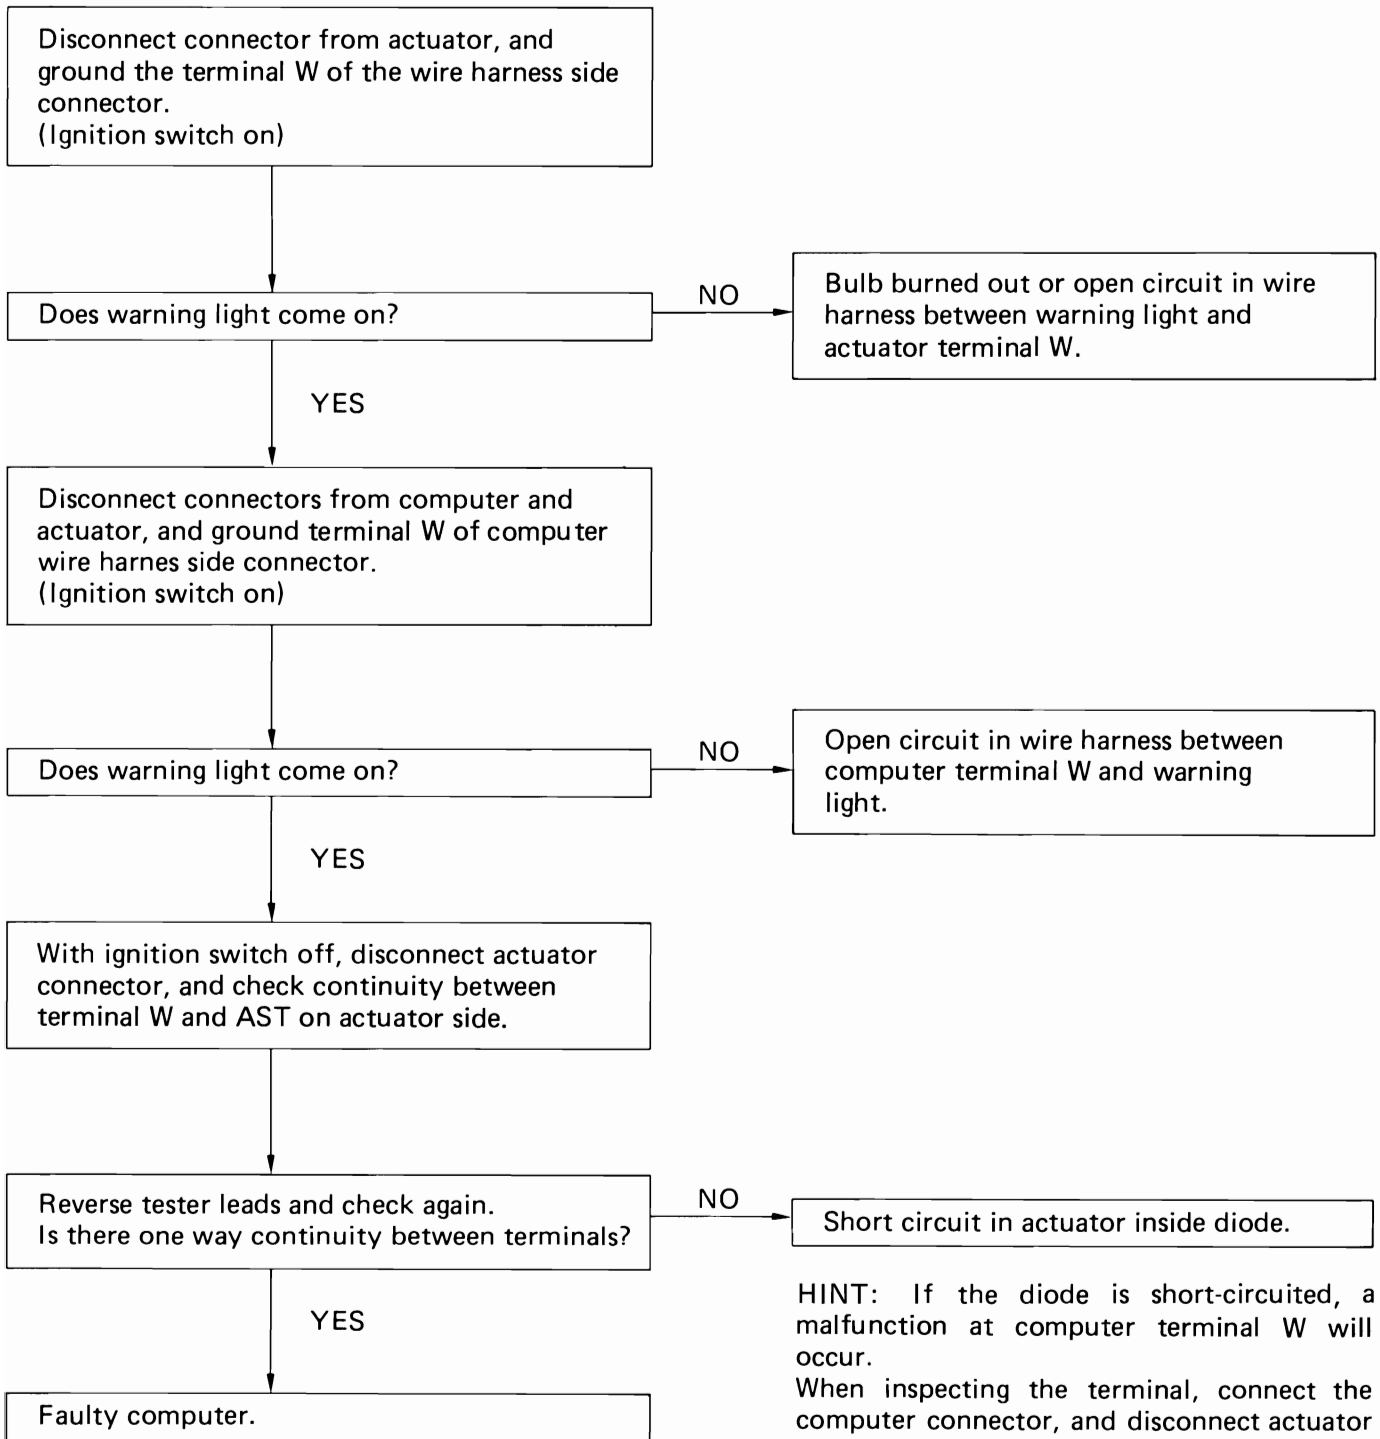 Disconnect connector from actuator, and
ground the terminal W of the wire harness side
connector.
(Ignition switch on)
Does warning light come on?
NO
Bulb burned out or open circuit in wire
harness between warning light and
actuator terminal W.
YES
Disconnect connectors from computer and
actuator, and ground terminal W of computer
wire harnes side connector.
(Ignition switch on)
Does warning light come on?
NO
Open circuit in wire harness between
computer terminal W and warning
light.
YES
With ignition switch off, disconnect actuator
connector, and check continuity between
terminal W and AST on actuator side.
Reverse tester leads and check again.
Is there one way continuity between terminals?
NO
Short circuit in actuator inside diode.
YES
Faulty computer.
HINT: If the diode is short-circuited, a
malfunction at computer terminal W will
occur.
When inspecting the terminal, connect the
computer connector, and disconnect actuator